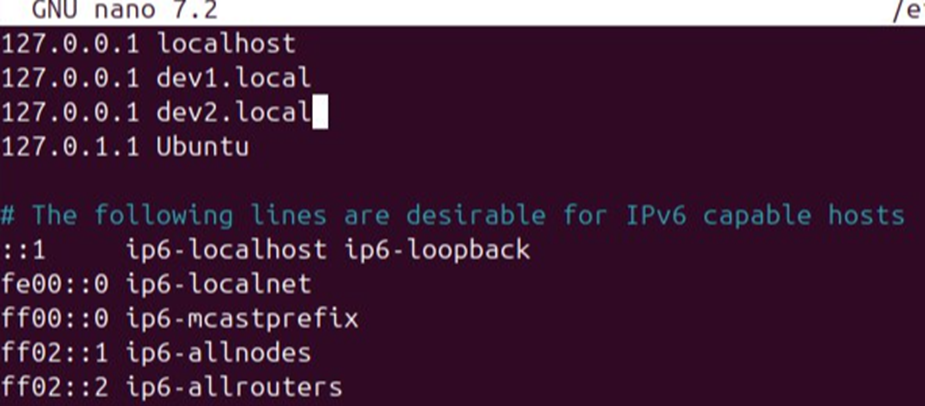 GNU nano 7.2 /e
127.0.0.1 localhost
127.0.0.1 dev1.local
127.0.0.1 dev2.local
127.0.1.1 Ubuntu
# The following lines are desirable for IPv6 capable hosts
::1 ip6-localhost ip6-loopback
fe00::0 ip6-localnet
ff00::0 ip6-mcastprefix
ff02::1 ip6-allnodes
ff02::2 ip6-allrouters